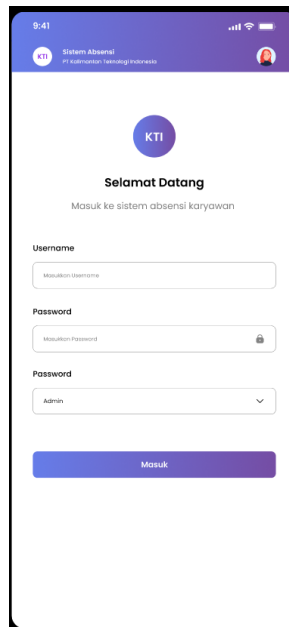 9:41
KTI
Sistem Absensi
PT Kalimantan Teknologi Indonesia
KTI
Selamat Datang
Masuk ke sistem absensi karyawan
Username
Masukkan Username
Password
Masukkan Password
Password
Admin
Masuk